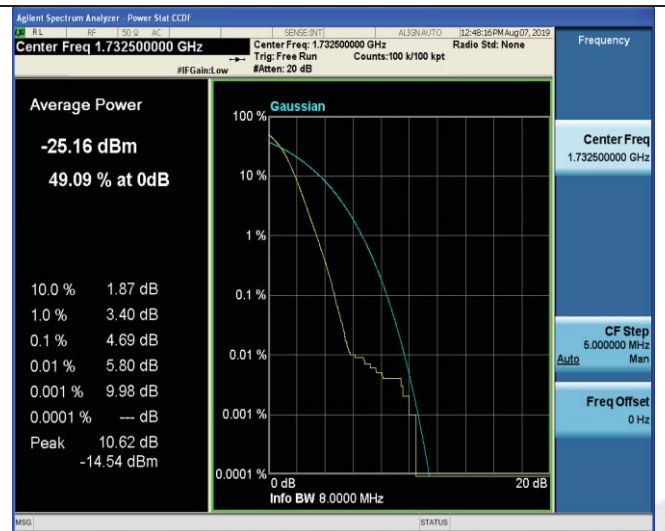 Agilent Spectrum Analyzer - Power Stat CCDF
RL RF 50 Ω AC SENSE:INT ALIGN AUTO 12:48:16 PM Aug 07, 2019
Center Freq 1.732500000 GHz
Center Freq: 1.732500000 GHz Radio Std: None
Trig: Free Run Counts:100 k/100 kpt
#IFGain:Low #Atten: 20 dB
Frequency
Average Power
-25.16 dBm
49.09 % at 0dB
10.0 % 1.87 dB
1.0 % 3.40 dB
0.1 % 4.69 dB
0.01 % 5.80 dB
0.001 % 9.98 dB
0.0001 % --- dB
Peak 10.62 dB
-14.54 dBm
Gaussian
100 %
10 %
1 %
0.1 %
0.01 %
0.001 %
0.0001 %
0 dB 20 dB
Info BW 8.0000 MHz
Center Freq
1.732500000 GHz
CF Step
5.000000 MHz
Auto Man
Freq Offset
0 Hz
MSG STATUS